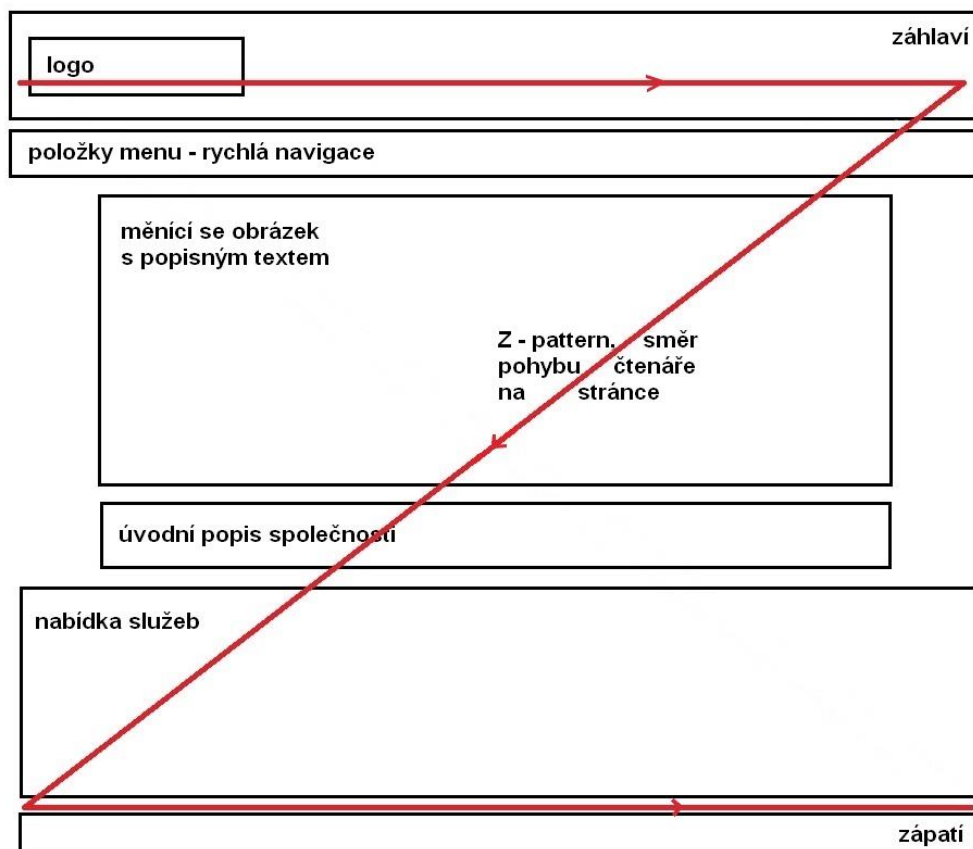 záhlaví
logo
položky menu - rychlá navigace
měnící se obrázek
s popisným textem
Z - pattern. směr
pohybu čtenáře
na stránce
úvodní popis společnosti
nabídka služeb
zápatí